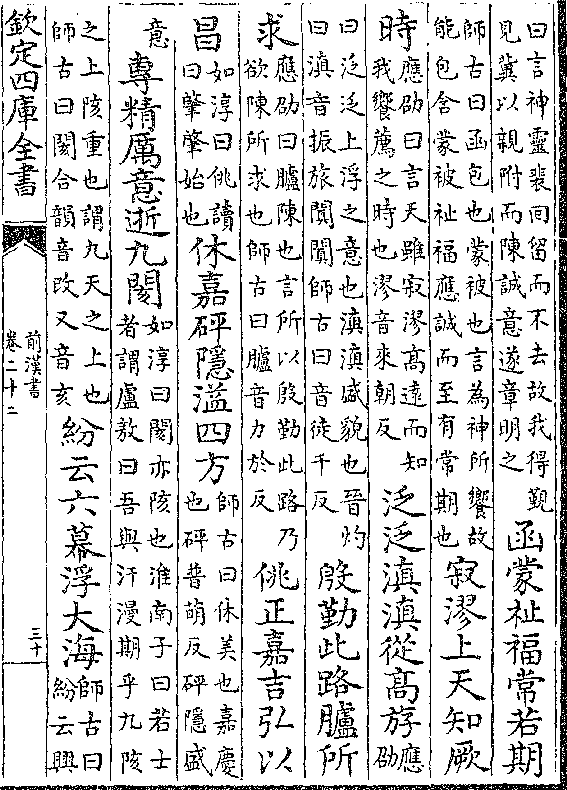 曰言神靈裴回留而不去故我得覲
見冀以親附而陳誠意遂章明之
函蒙祉福常若期
師古曰函包也蒙被也言為神所饗故
能包含蒙被祉福應誠而至有常期也
寂漻上天知厥
時
應劭曰言天雖寂漻髙遠而知
我饗薦之時也漻音來朝反
泛泛滇滇從髙斿
應
劭
曰泛泛上浮之意也滇滇盛貌也晉灼
曰滇音振旅闐闐師古曰音徒千反
殷勤此路臚所
求
應劭曰臚陳也言所以殷勤此路乃
欲陳所求也師古曰臚音力於反
佻正嘉吉弘以
昌
如淳曰佻讀
曰肇肇始也
休嘉砰隱溢四方
師古曰休美也嘉慶
也砰普萌反砰隱盛
意
專精厲意逝九閡
如淳曰閡亦陔也淮南子曰若士
者謂盧敖曰吾與汗漫期乎九陔
之上陔重也謂九天之上也
師古曰閡合韻音改又音亥
紛云六幕浮大海
師古曰
紛云興
欽定四庫全書
前漢書
卷二十二
三十